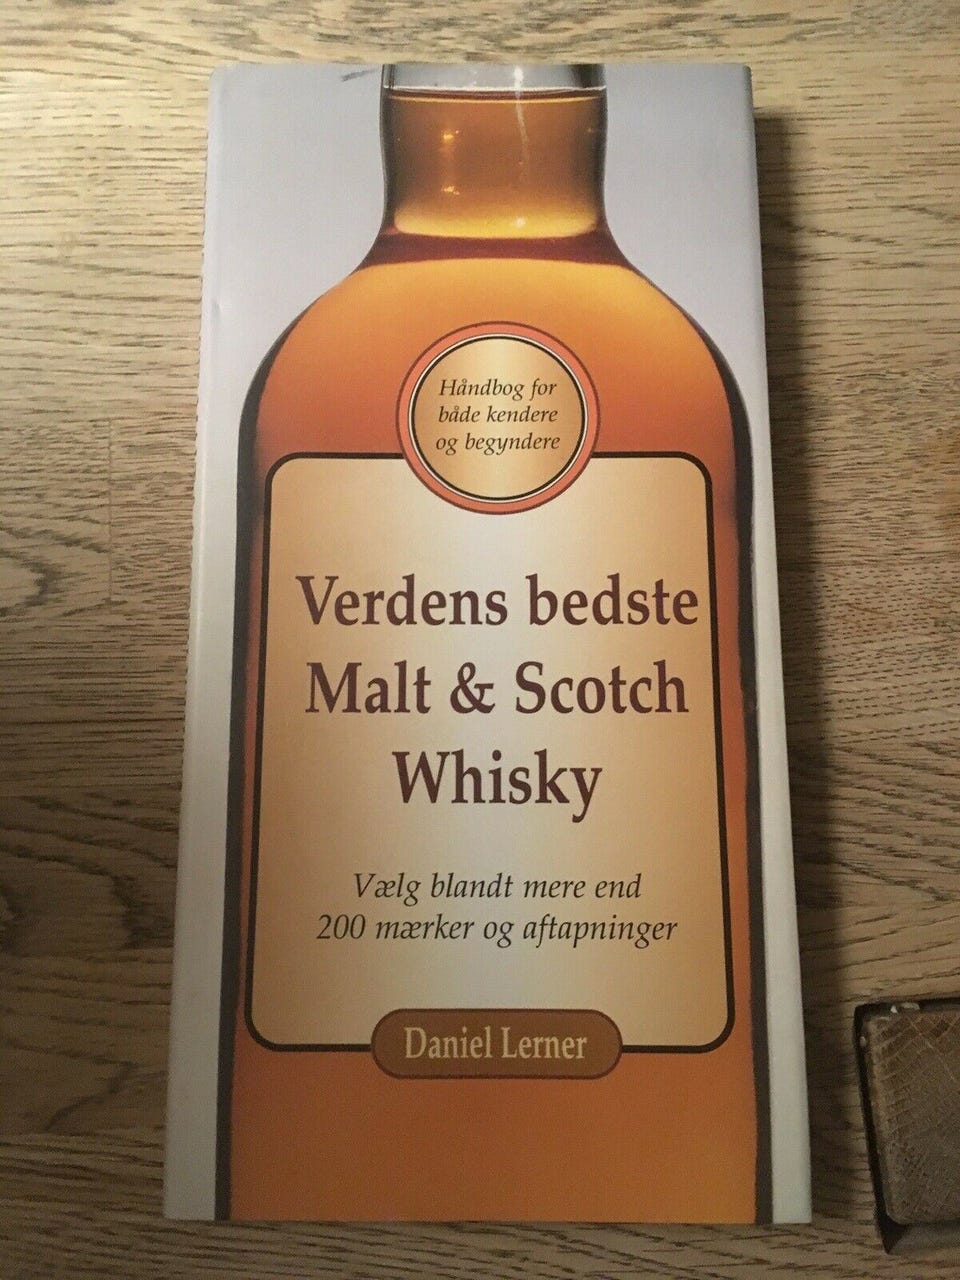 Håndbog for
både kendere
og begyndere
Verdens bedste
Malt & Scotch
Whisky
Vælg blandt mere end
200 mærker og aftapninger
Daniel Lerner